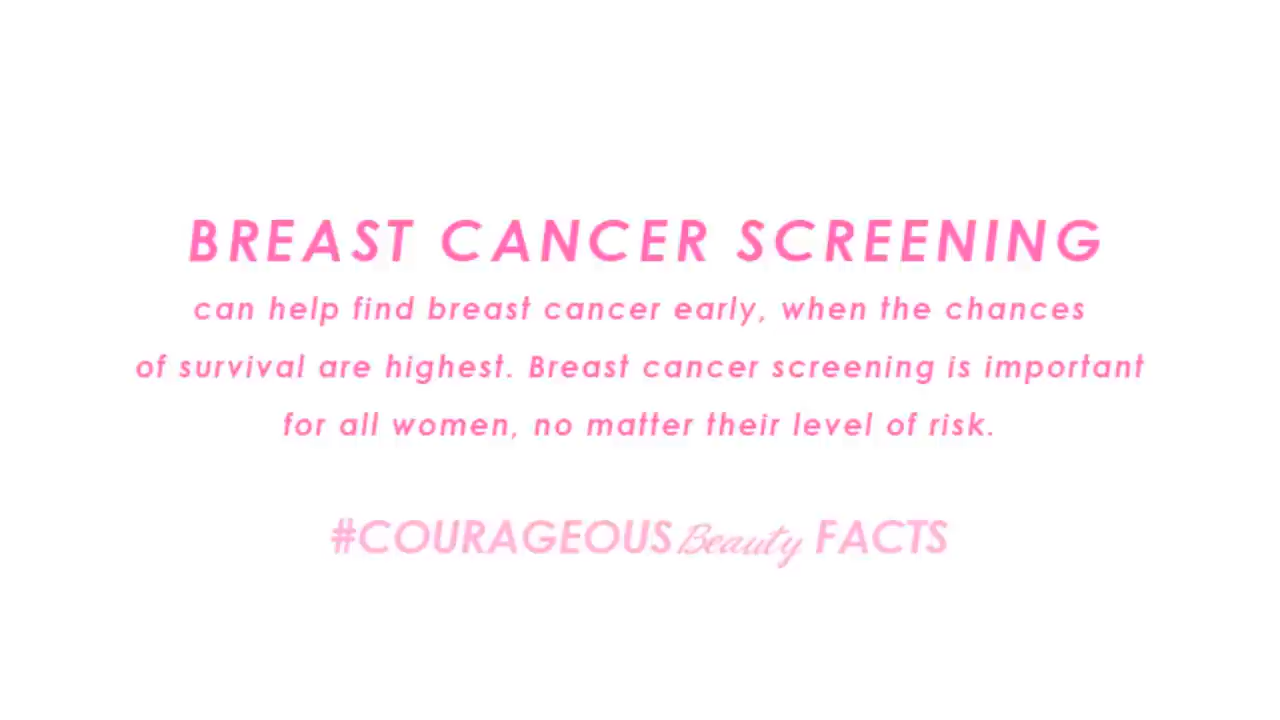 BREAST CANCER SCREENING
can help find breast cancer early, when the chances
of survival are highest. Breast cancer screening is important
for all women, no matter their level of risk.
#COURAGEOUS Beauty FACTS